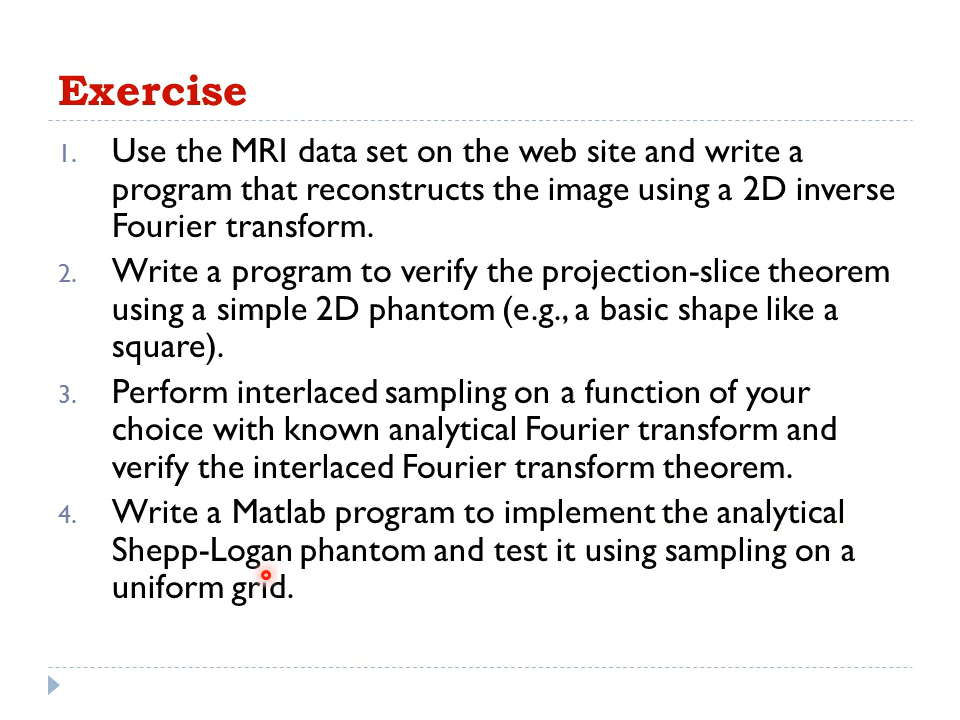 Exercise
1. Use the MRI data set on the web site and write a
program that reconstructs the image using a 2D inverse
Fourier transform.
2. Write a program to verify the projection-slice theorem
using a simple 2D phantom (e.g., a basic shape like a
square).
3. Perform interlaced sampling on a function of your
choice with known analytical Fourier transform and
verify the interlaced Fourier transform theorem.
4. Write a Matlab program to implement the analytical
Shepp-Logan phantom and test it using sampling on a
uniform grid.